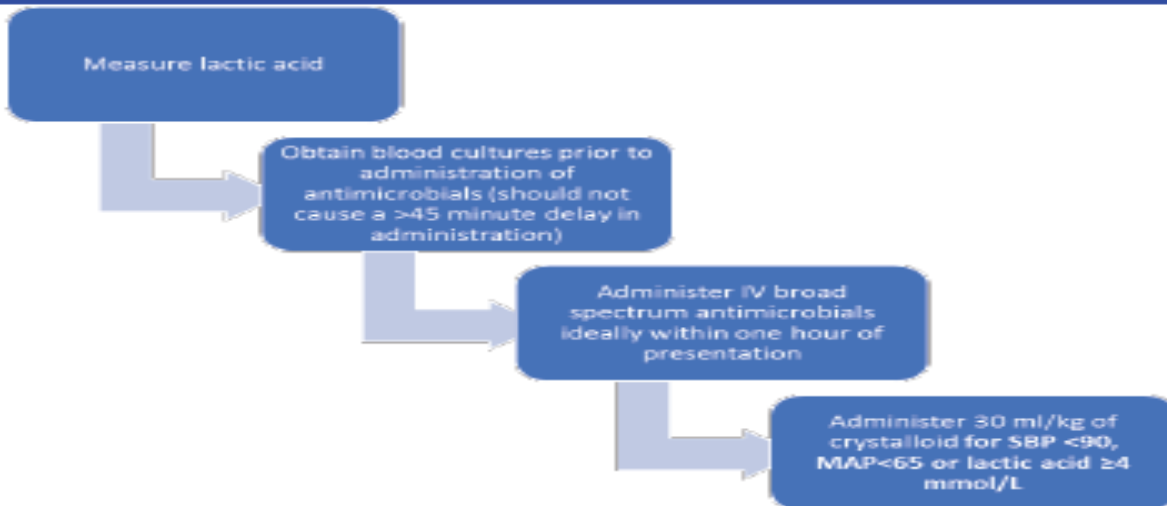 Measure lactic acid
Obtain blood cultures prior to
administration of
antimicrobials (should not
cause a >45 minute delay in
administration)
Administer IV broad
spectrum antimicrobials
ideally within one hour of
presentation
Administer 30 ml/kg of
crystalloid for SBP <90,
MAP<65 or lactic acid ≥4
mmol/L